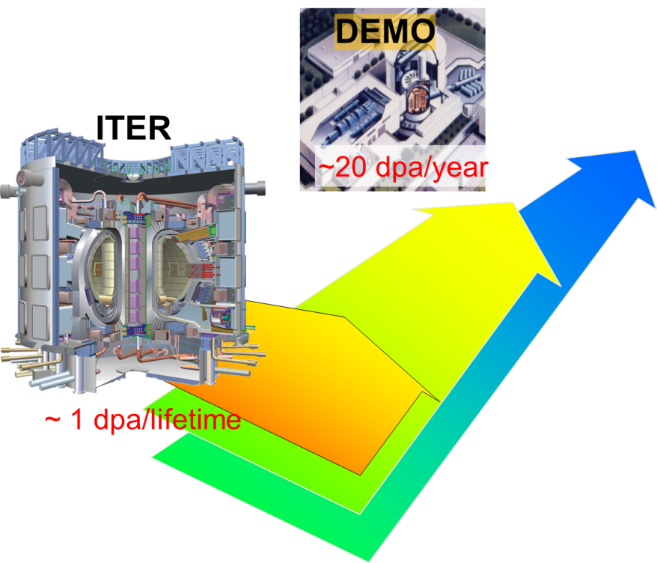 DEMO
ITER
~20 dpa/year
~ 1 dpa/lifetime